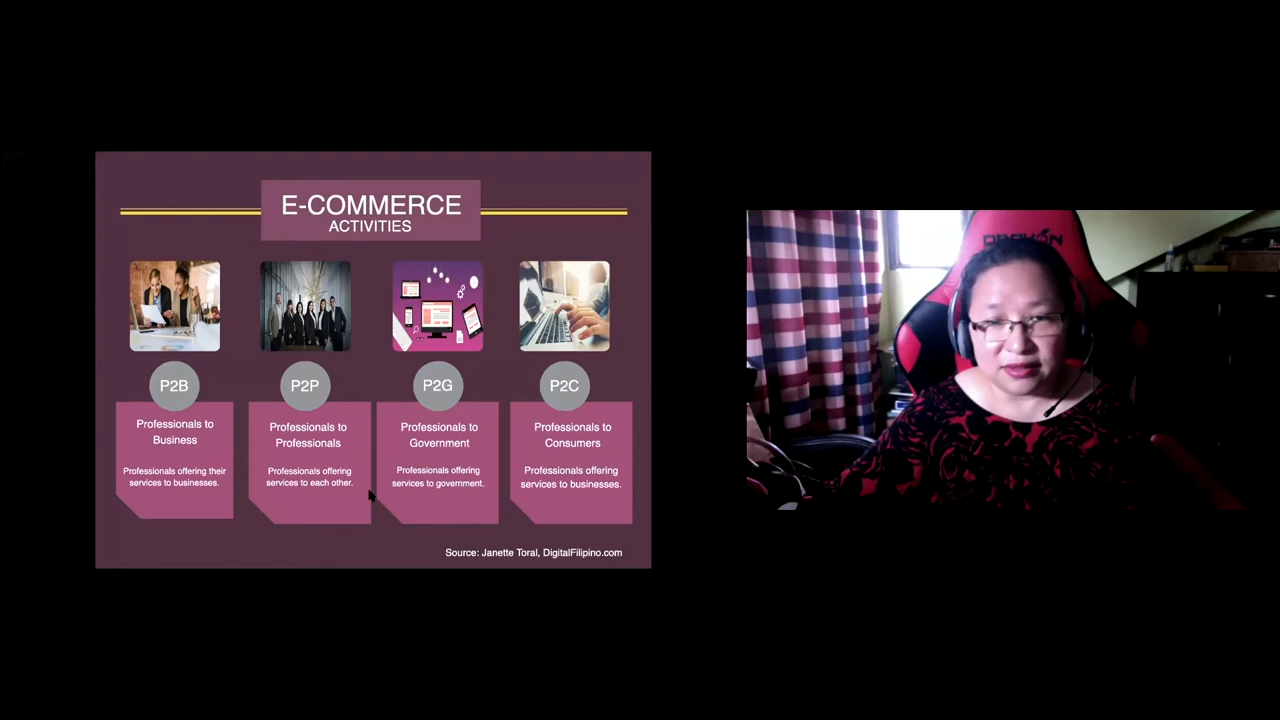 E-COMMERCE
ACTIVITIES
P2B
P2P
P2G
P2C
Professionals to
Business
Professionals offering their
services to businesses.
Professionals to
Professionals
Professionals offering
services to each other.
Professionals to
Government
Professionals offering
services to government.
Professionals to
Consumers
Professionals offering
services to businesses.
Source: Janette Toral, DigitalFilipino.com